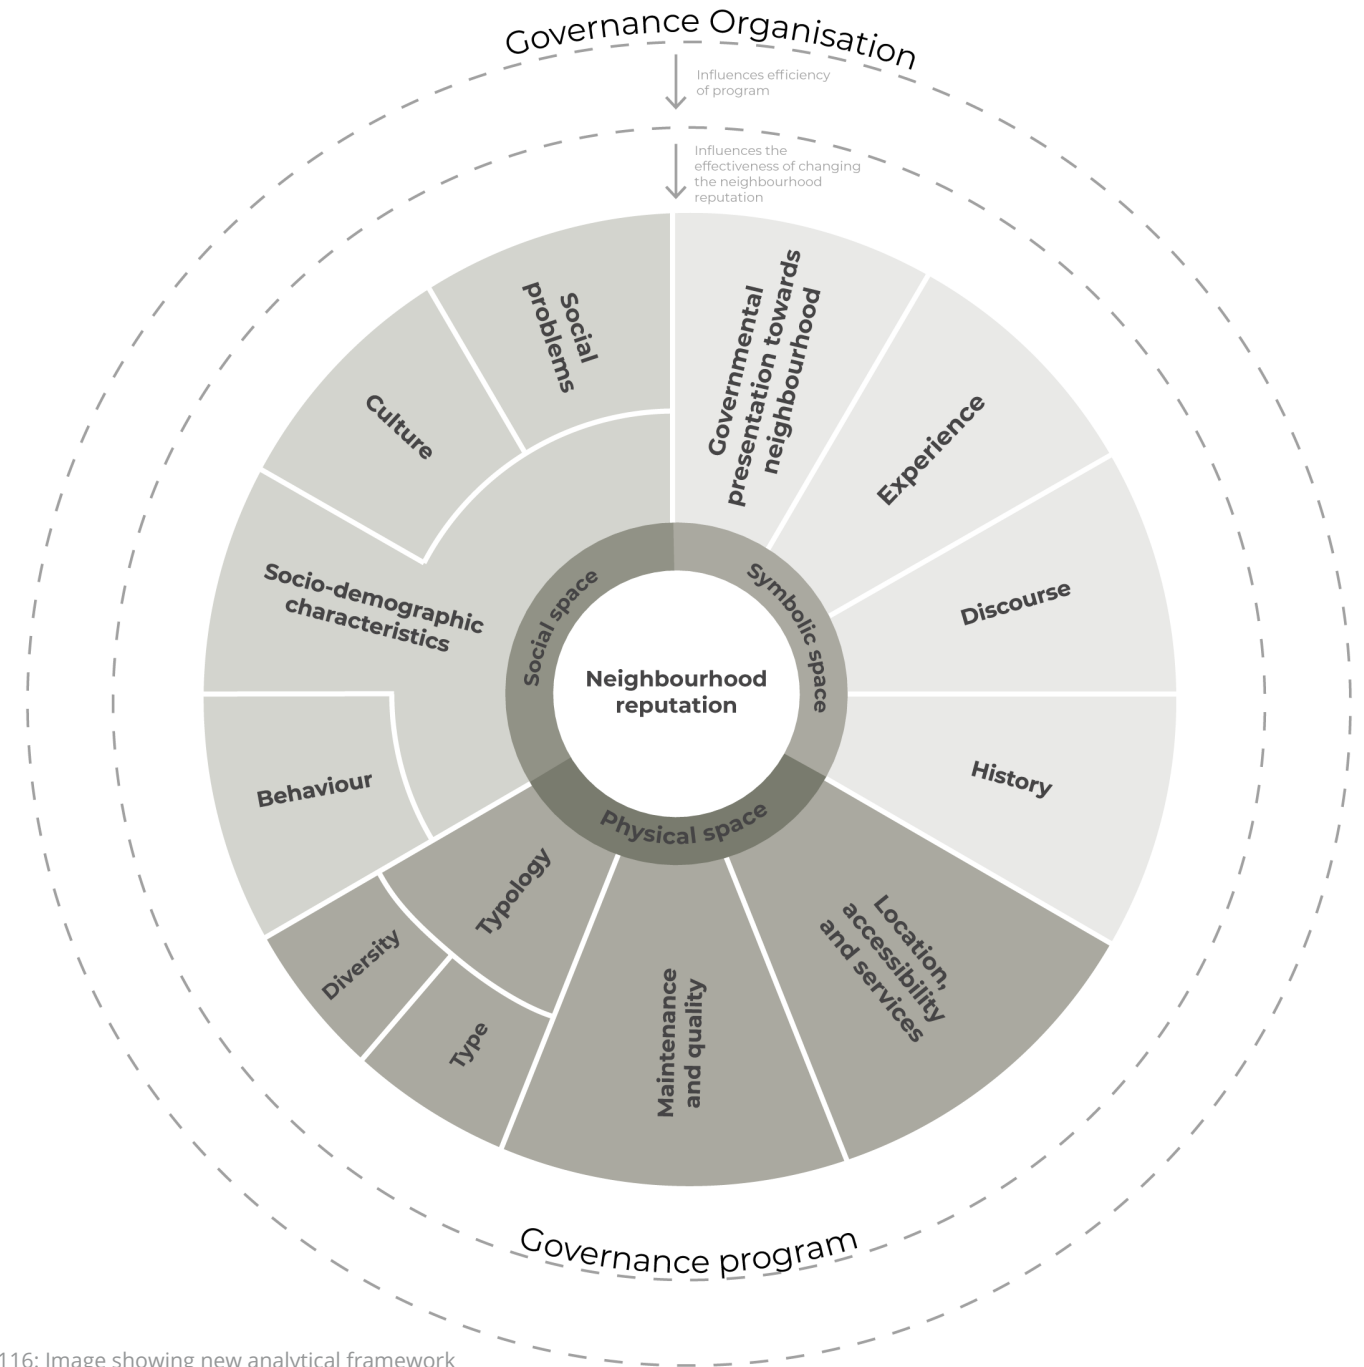 Governance Organisation
Influences efficiency
of program
Influences the
effectiveness of changing
the neighbourhood
reputation
Social
problems
Governmental
presentation towards
neighbourhood
Culture
Experience
Socio-demographic
characteristics
Discourse
Social space
Symbolic space
Neighbourhood
reputation
Behaviour
History
Physical space
Typology
Diversity
Type
Maintenance
and quality
Location,
accessibility
and services
Governance program
116: Image showing new analytical framework